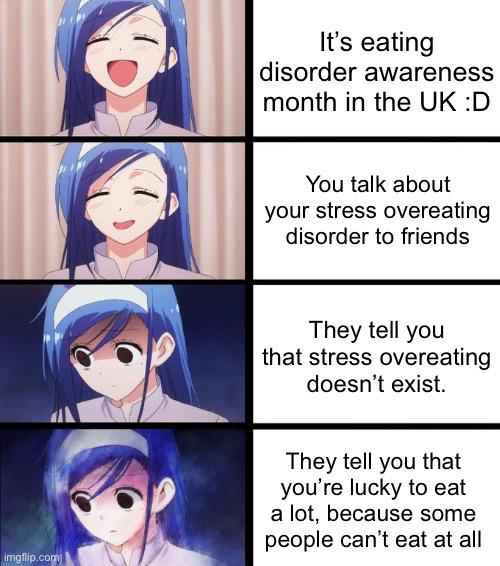 It’s eating
disorder awareness
month in the UK :D
You talk about
your stress overeating
disorder to friends
They tell you
that stress overeating
doesn’t exist.
They tell you that
you’re lucky to eat
a lot, because some
people can’t eat at all
imgflip.com